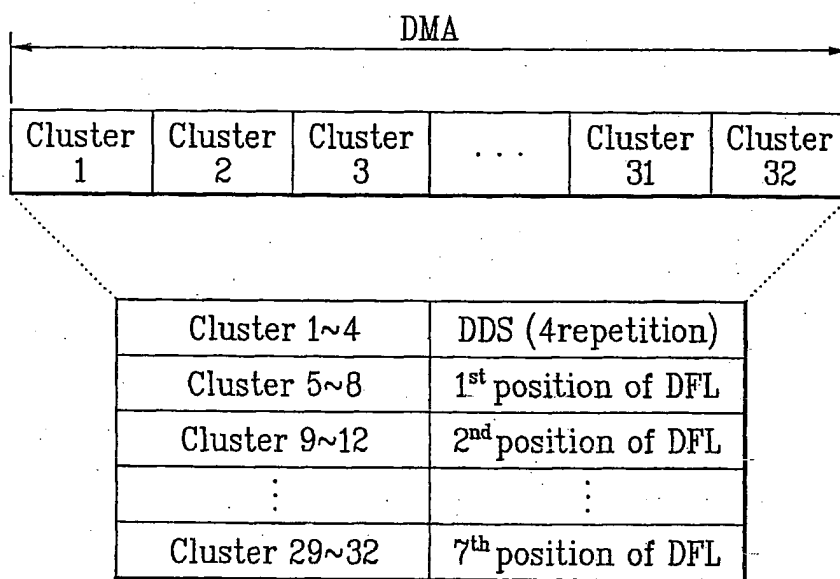 DMA
Cluster 1 Cluster 2 Cluster 3 ... Cluster 31 Cluster 32
Cluster 1~4 DDS (4repetition)
Cluster 5~8 1st position of DFL
Cluster 9~12 2nd position of DFL
⋮ ⋮
Cluster 29~32 7th position of DFL